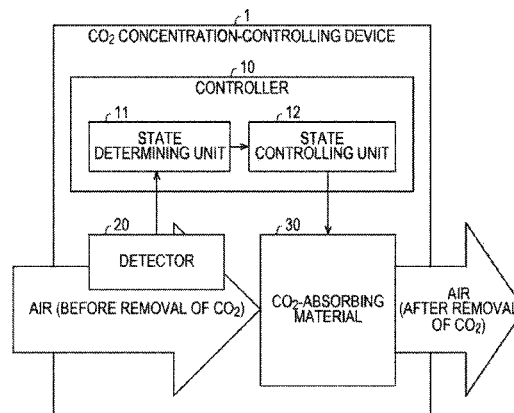 1
CO₂ CONCENTRATION-CONTROLLING DEVICE
10
CONTROLLER
11
STATE
DETERMINING UNIT
12
STATE
CONTROLLING UNIT
20
DETECTOR
30
AIR (BEFORE REMOVAL OF CO₂)
CO₂-ABSORBING
MATERIAL
AIR
(AFTER REMOVAL
OF CO₂)